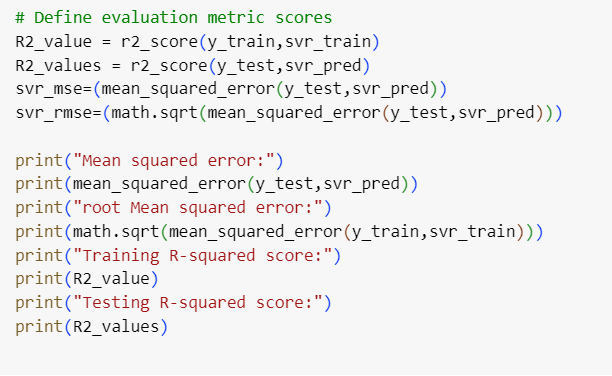 # Define evaluation metric scores
R2_value = r2_score(y_train,svr_train)
R2_values = r2_score(y_test,svr_pred)
svr_mse=(mean_squared_error(y_test,svr_pred))
svr_rmse=(math.sqrt(mean_squared_error(y_test,svr_pred)))
print("Mean squared error:")
print(mean_squared_error(y_test,svr_pred))
print("root Mean squared error:")
print(math.sqrt(mean_squared_error(y_train,svr_train)))
print("Training R-squared score:")
print(R2_value)
print("Testing R-squared score:")
print(R2_values)